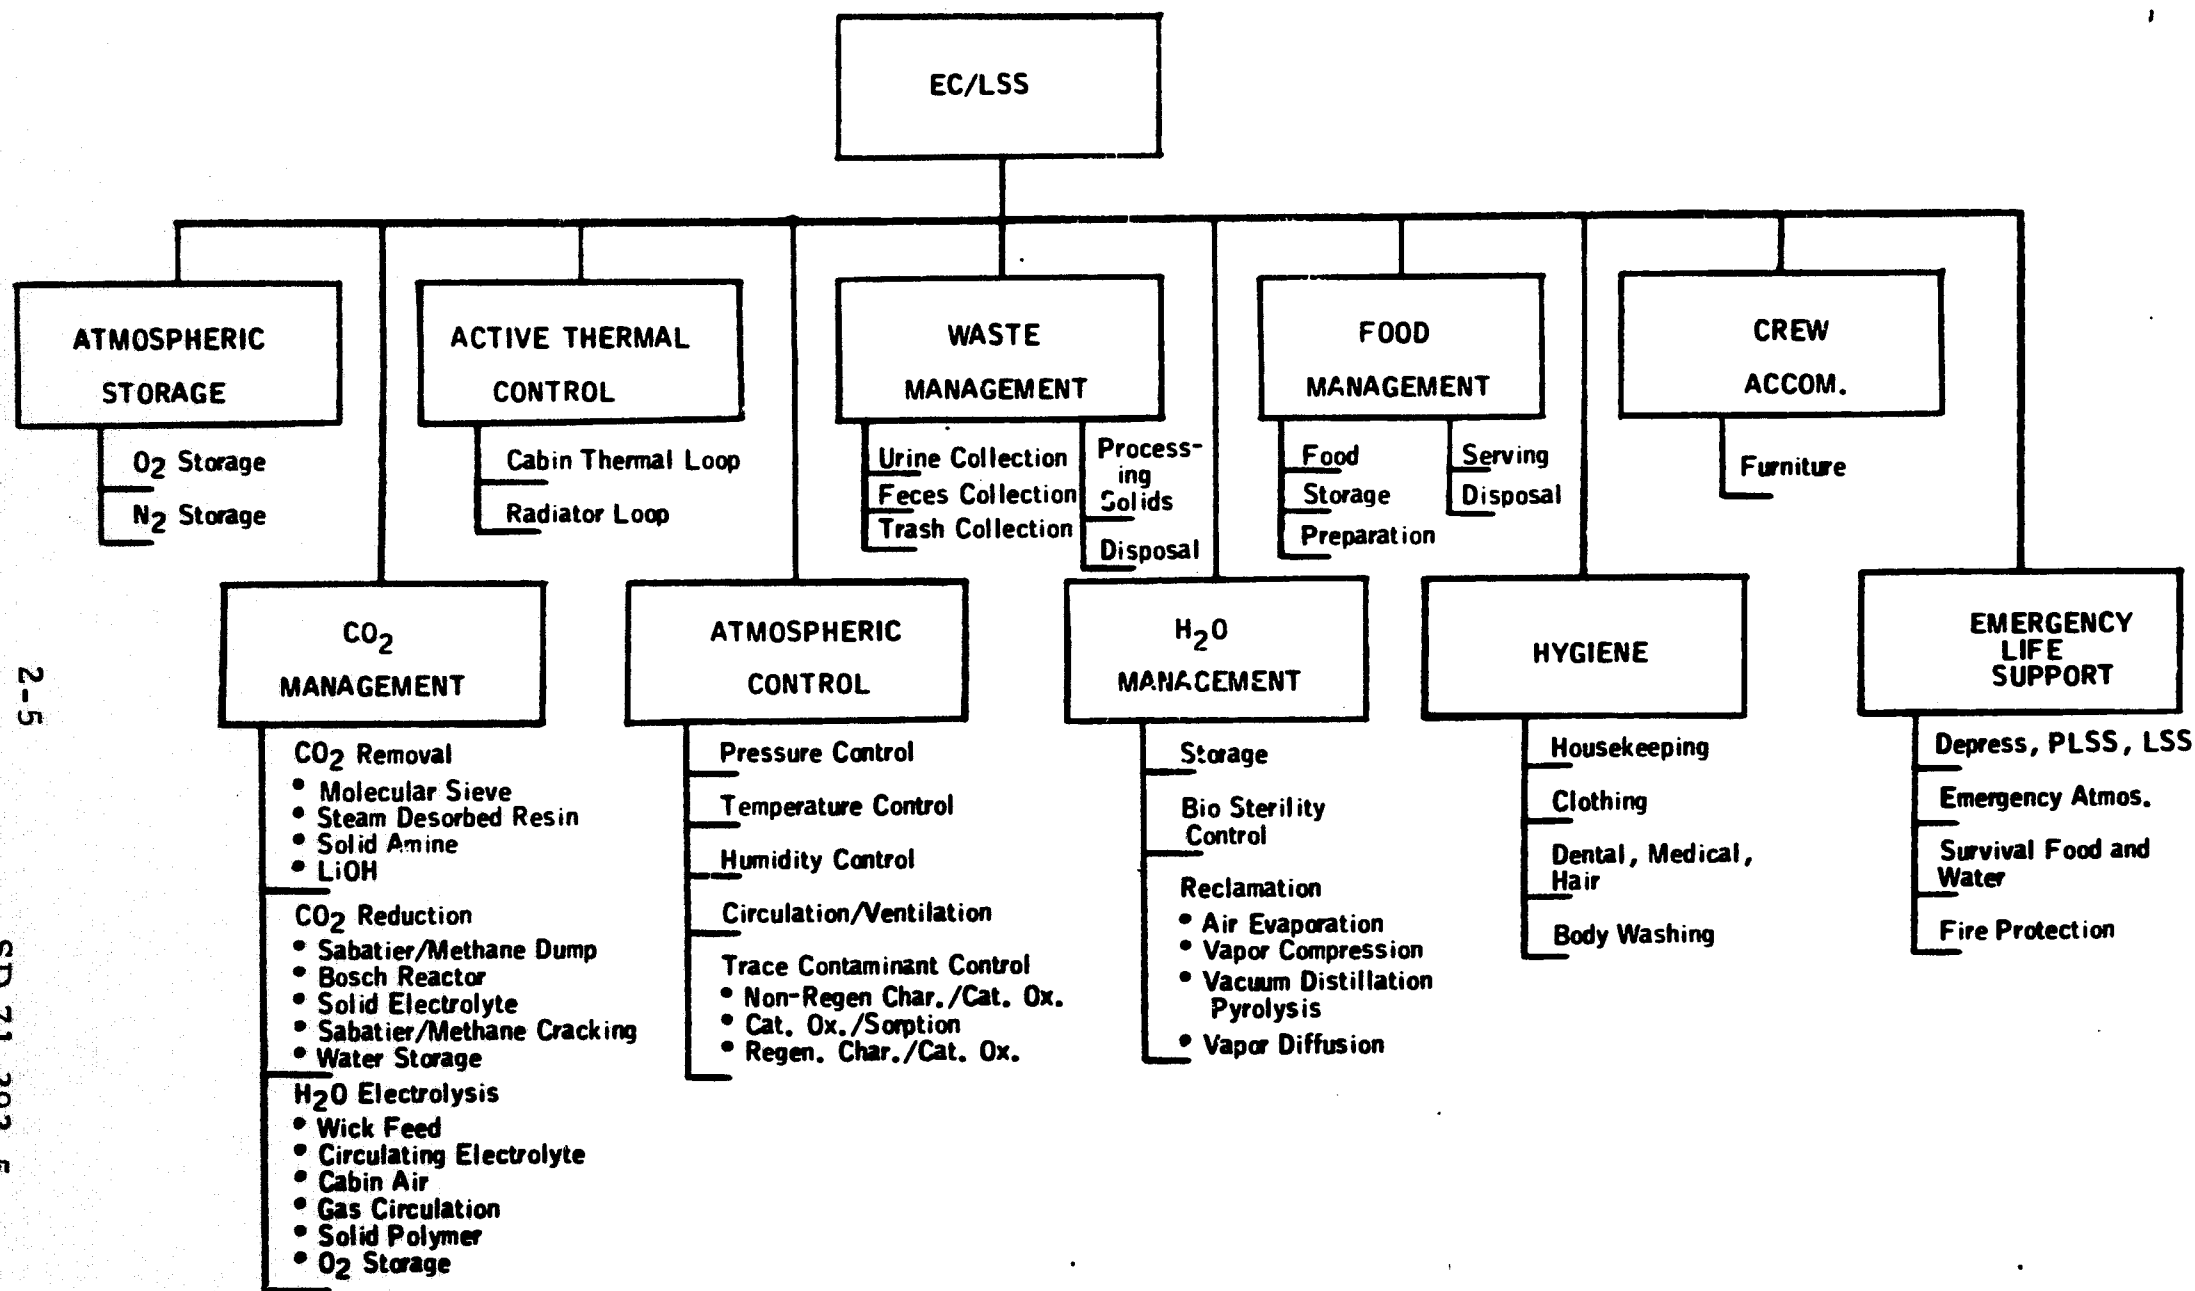 EC/LSS
ATMOSPHERIC
STORAGE
O2 Storage
N2 Storage
ACTIVE THERMAL
CONTROL
Cabin Thermal Loop
Radiator Loop
WASTE
MANAGEMENT
Urine Collection
Feces Collection
Trash Collection
Process-
ing
Solids
Disposal
FOOD
MANAGEMENT
Food
Storage
Preparation
Serving
Disposal
CREW
ACCOM.
Furniture
CO2
MANAGEMENT
CO2 Removal
• Molecular Sieve
• Steam Desorbed Resin
• Solid Amine
• LiOH
CO2 Reduction
• Sabatier/Methane Dump
• Bosch Reactor
• Solid Electrolyte
• Sabatier/Methane Cracking
• Water Storage
H2O Electrolysis
• Wick Feed
• Circulating Electrolyte
• Cabin Air
• Gas Circulation
• Solid Polymer
• O2 Storage
ATMOSPHERIC
CONTROL
Pressure Control
Temperature Control
Humidity Control
Circulation/Ventilation
Trace Contaminant Control
• Non-Regen Char./Cat. Ox.
• Cat. Ox./Sorption
• Regen. Char./Cat. Ox.
H2O
MANAGEMENT
Storage
Bio Sterility
Control
Reclamation
• Air Evaporation
• Vapor Compression
• Vacuum Distillation
Pyrolysis
• Vapor Diffusion
HYGIENE
Housekeeping
Clothing
Dental, Medical,
Hair
Body Washing
EMERGENCY
LIFE
SUPPORT
Depress, PLSS, LSS
Emergency Atmos.
Survival Food and
Water
Fire Protection
2-5